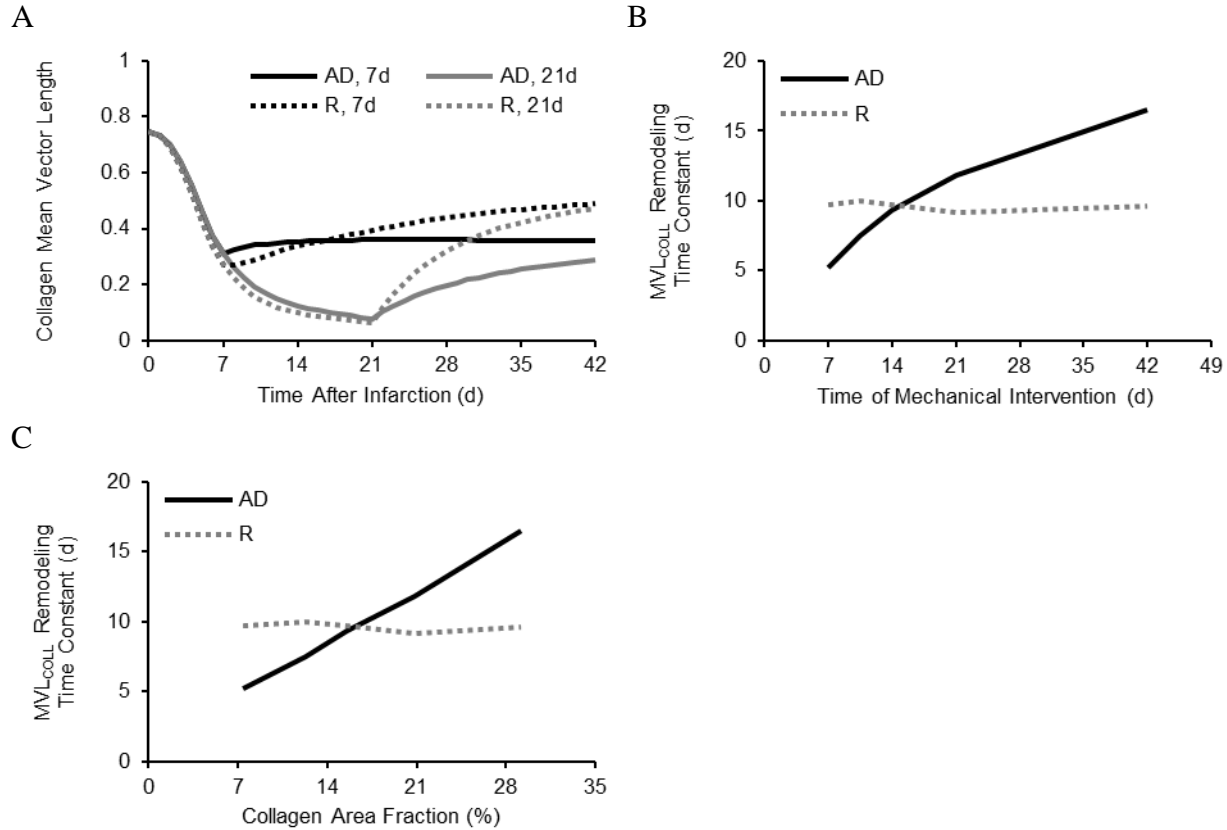 A
Collagen Mean Vector Length
1
0.8
0.6
0.4
0.2
0
AD, 7d
AD, 21d
R, 7d
R, 21d
0 7 14 21 28 35 42
Time After Infarction (d)
B
MVLCOLL Remodeling
Time Constant (d)
20
15
10
5
0
AD
R
0 7 14 21 28 35 42 49
Time of Mechanical Intervention (d)
C
MVLCOLL Remodeling
Time Constant (d)
20
15
10
5
0
AD
R
0 7 14 21 28 35
Collagen Area Fraction (%)